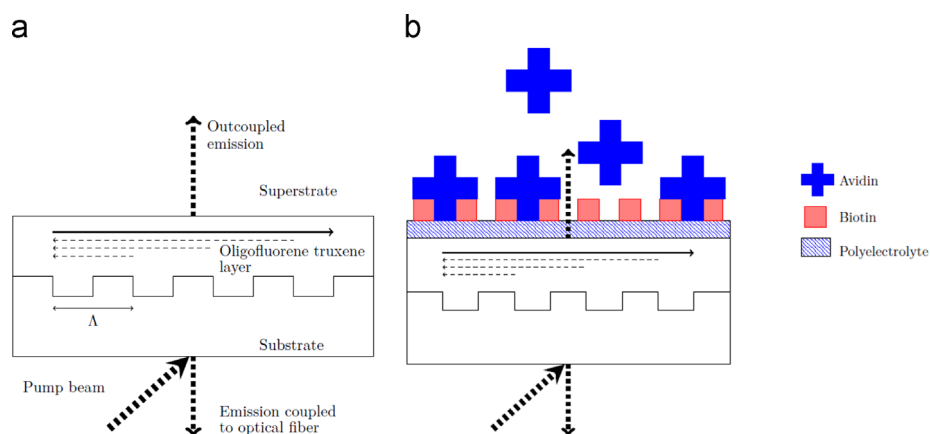 a
b
Outcoupled
emission
Superstrate
Oligofluorene truxene
layer
Λ
Substrate
Pump beam
Emission coupled
to optical fiber
Avidin
Biotin
Polyelectrolyte